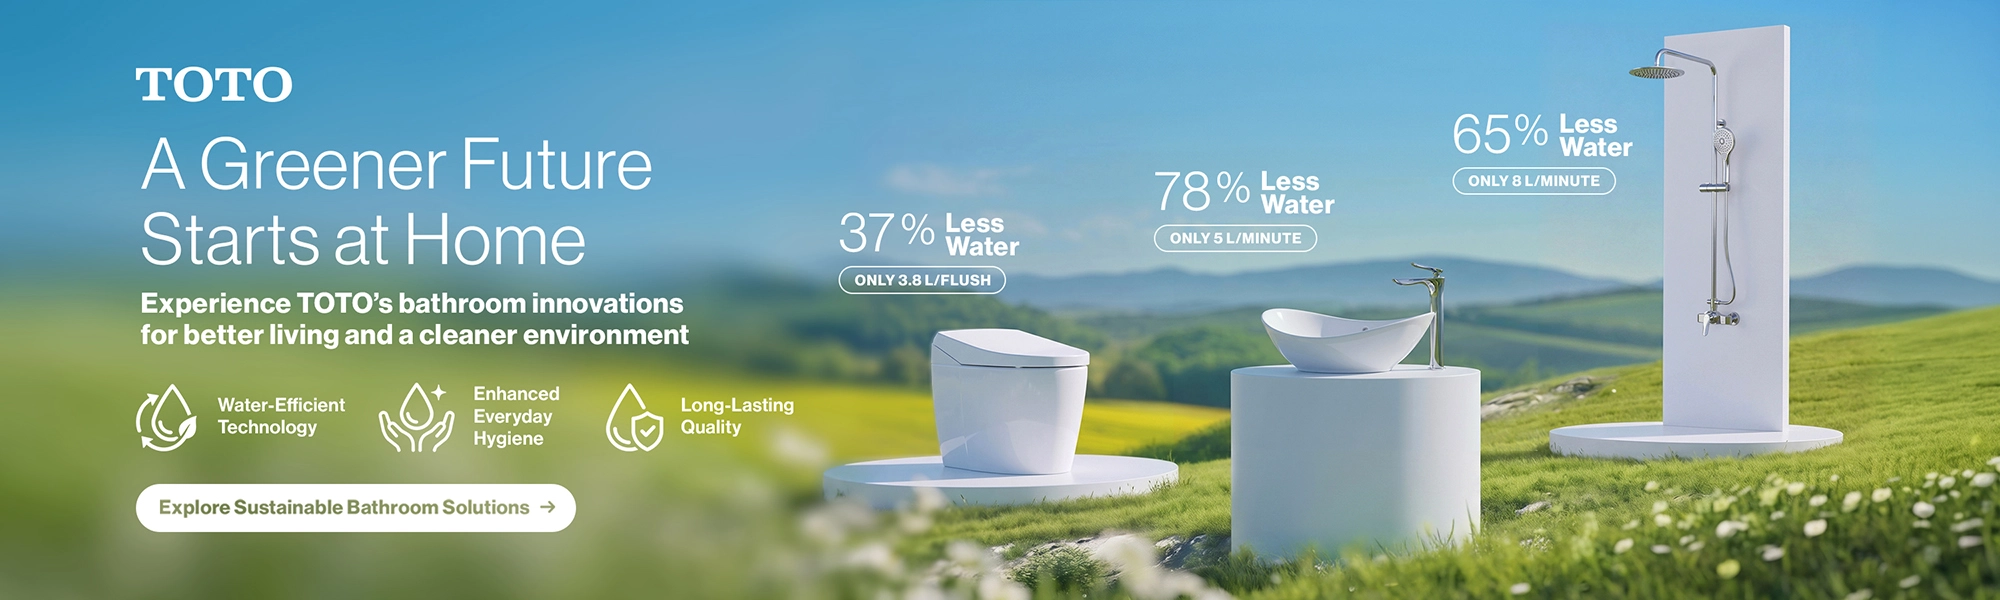 TOTO
A Greener Future
Starts at Home
Experience TOTO's bathroom innovations
for better living and a cleaner environment
Water-Efficient
Technology
Enhanced
Everyday
Hygiene
Long-Lasting
Quality
Explore Sustainable Bathroom Solutions →
37% Less
Water
ONLY 3.8 L/FLUSH
78% Less
Water
ONLY 5 L/MINUTE
65% Less
Water
ONLY 8 L/MINUTE